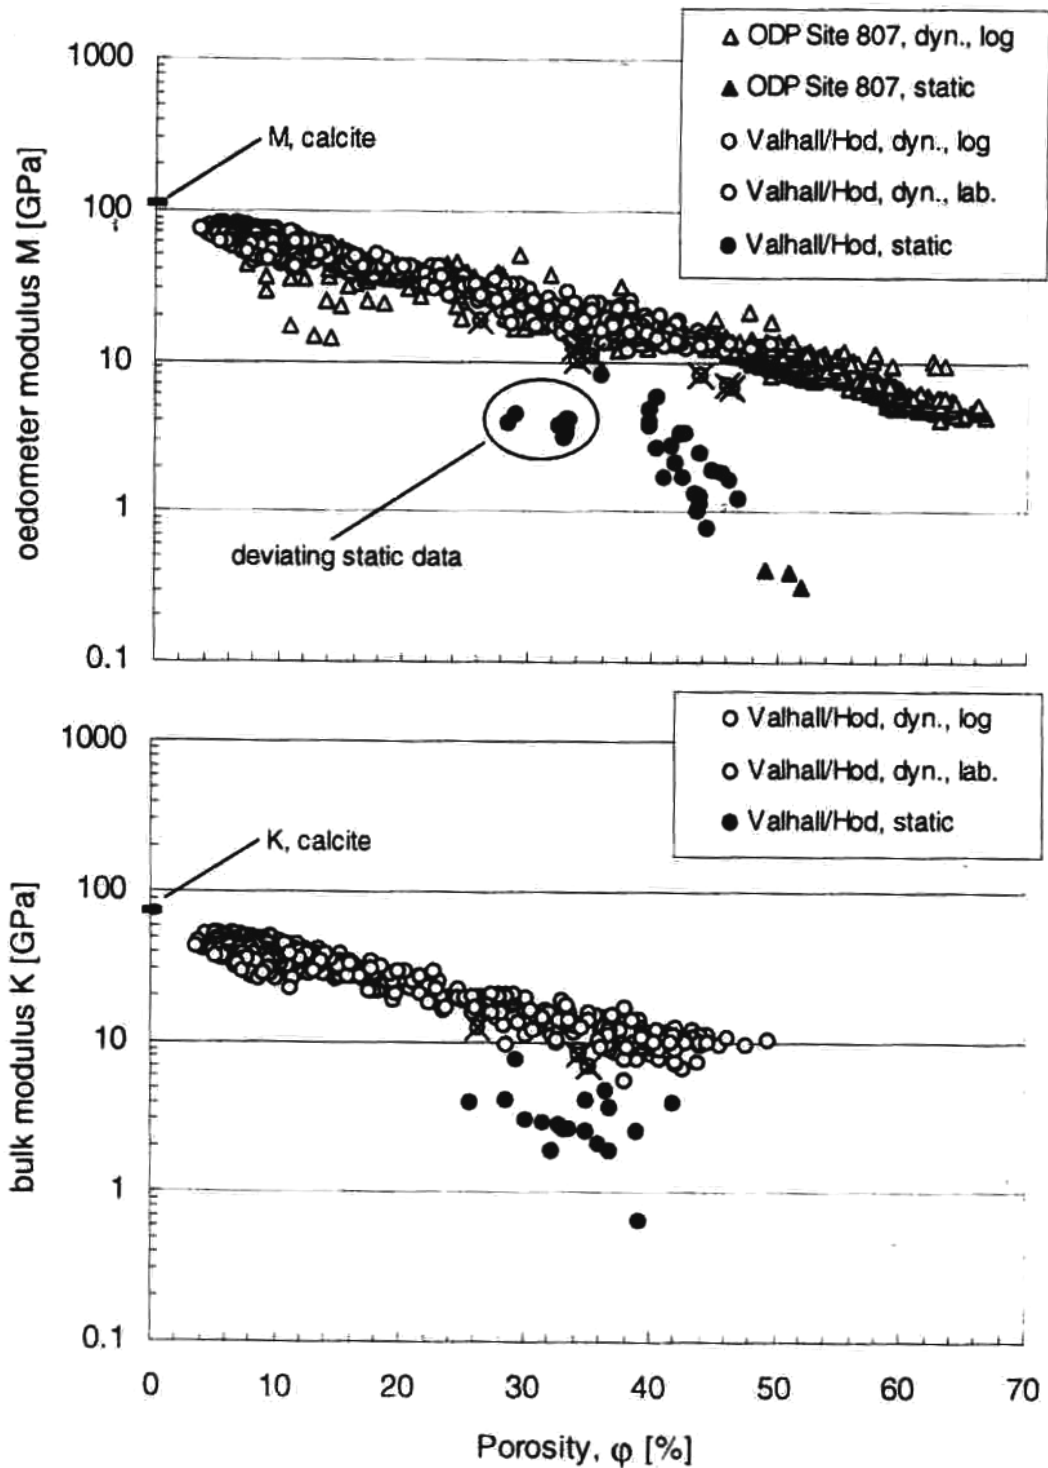 △ ODP Site 807, dyn., log
▲ ODP Site 807, static
○ Valhall/Hod, dyn., log
○ Valhall/Hod, dyn., lab.
● Valhall/Hod, static
oedometer modulus M [GPa]
1000
100
10
1
0.1
M, calcite
deviating static data
○ Valhall/Hod, dyn., log
○ Valhall/Hod, dyn., lab.
● Valhall/Hod, static
bulk modulus K [GPa]
1000
100
10
1
0.1
K, calcite
0 10 20 30 40 50 60 70
Porosity, φ [%]